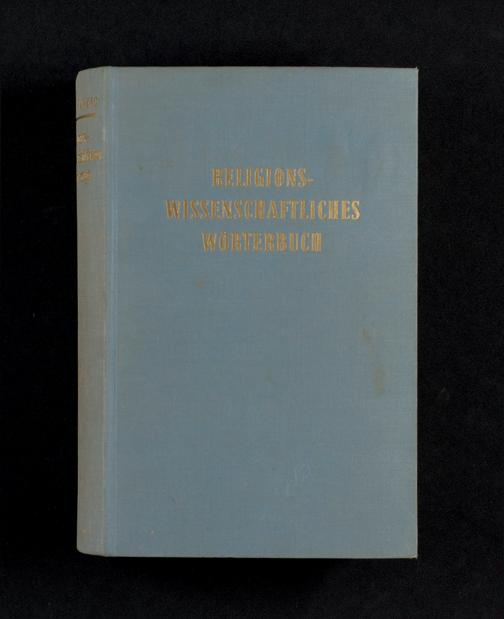 RELIGIONS-
WISSENSCHAFTLICHES
WÖRTERBUCH